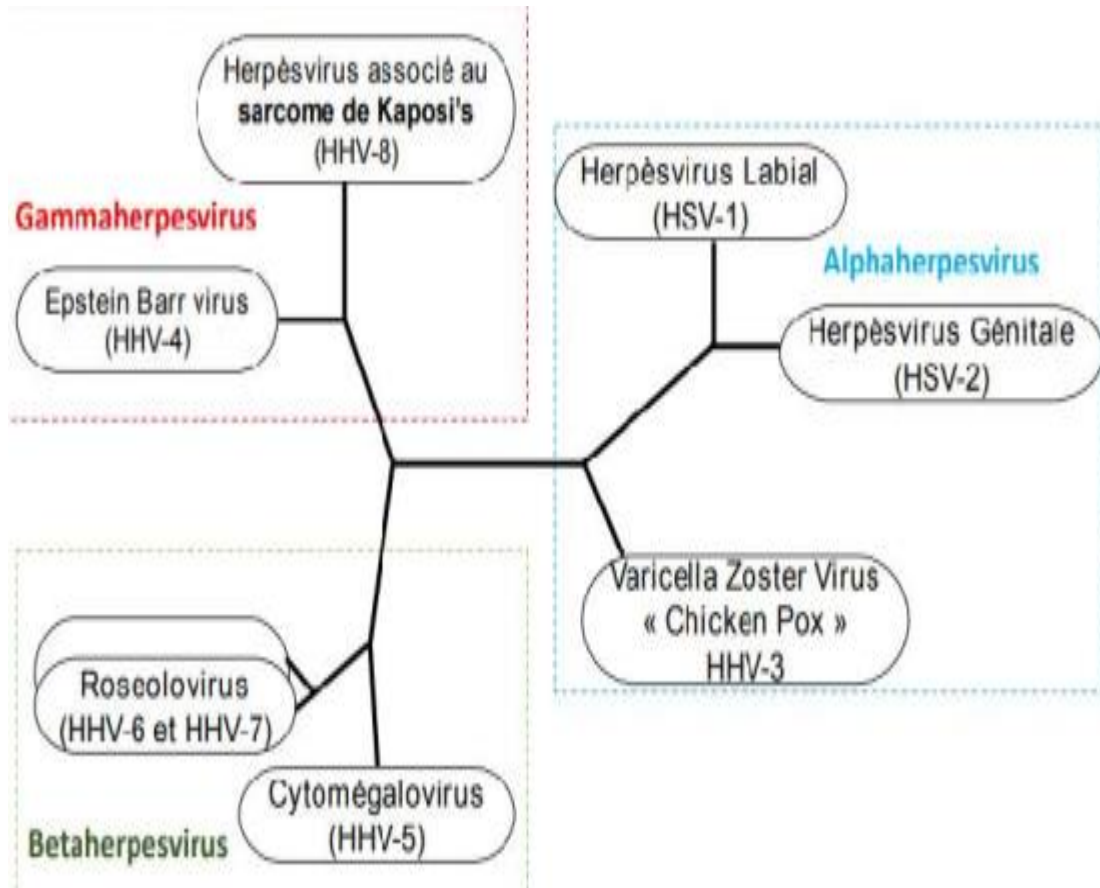 Herpèsvirus associé au
sarcome de Kaposi's
(HHV-8)
Gammaherpesvirus
Epstein Barr virus
(HHV-4)
Herpèsvirus Labial
(HSV-1)
Alphaherpesvirus
Herpèsvirus Génitale
(HSV-2)
Varicella Zoster Virus
« Chicken Pox »
HHV-3
Roseolovirus
(HHV-6 et HHV-7)
Cytomégalovirus
(HHV-5)
Betaherpesvirus